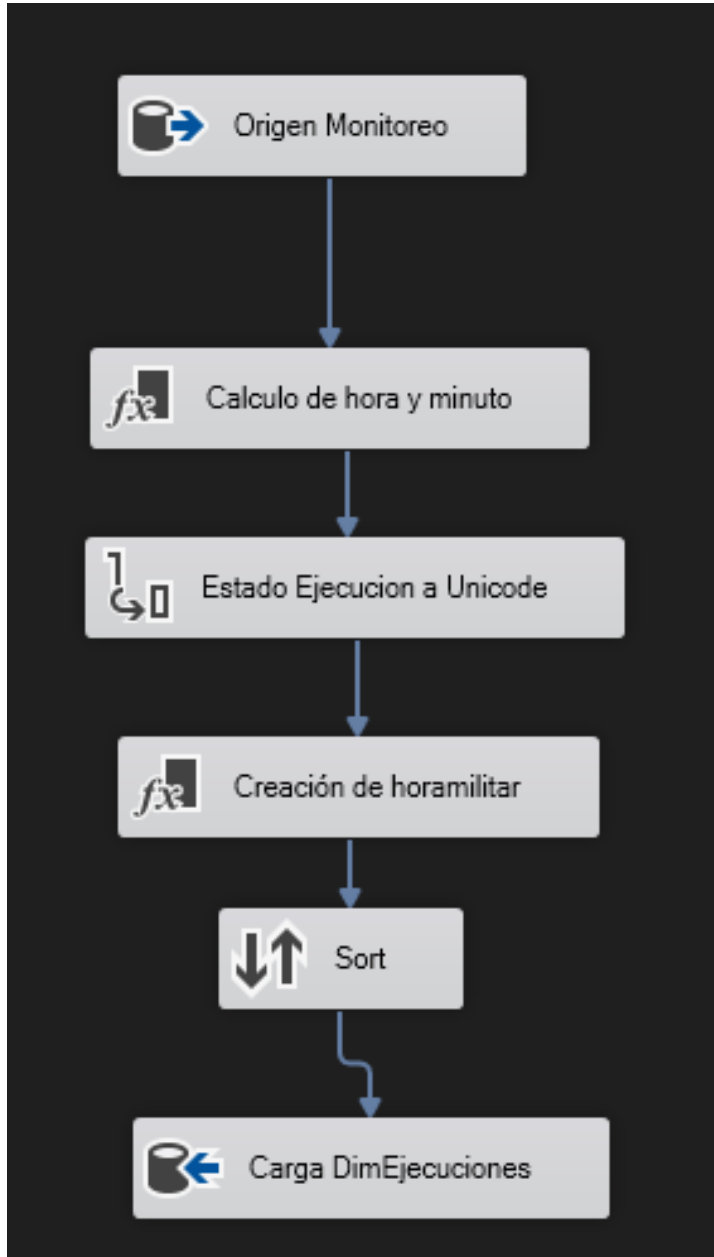 Origen Monitoreo
Calculo de hora y minuto
Estado Ejecucion a Unicode
Creación de horamilitar
Sort
Carga DimEjecuciones